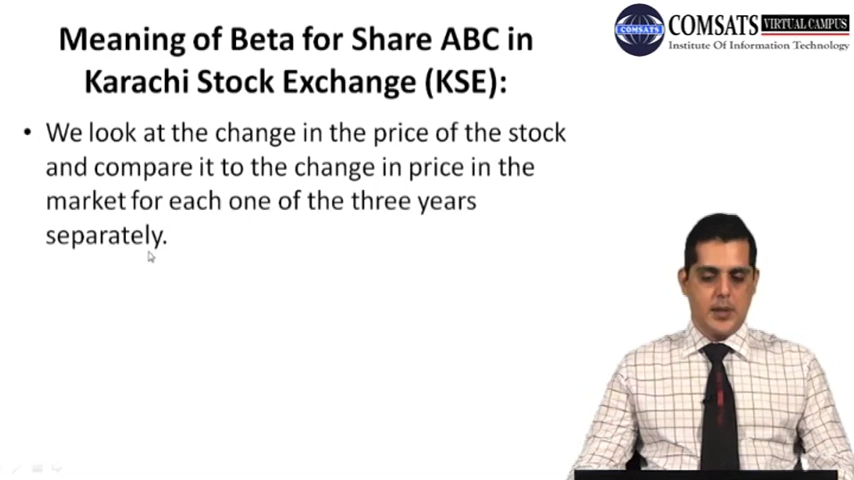 Meaning of Beta for Share ABC in
Karachi Stock Exchange (KSE):
COMSATS VIRTUAL CAMPUS
Institute Of Information Technology
COMSATS
• We look at the change in the price of the stock
and compare it to the change in price in the
market for each one of the three years
separately.